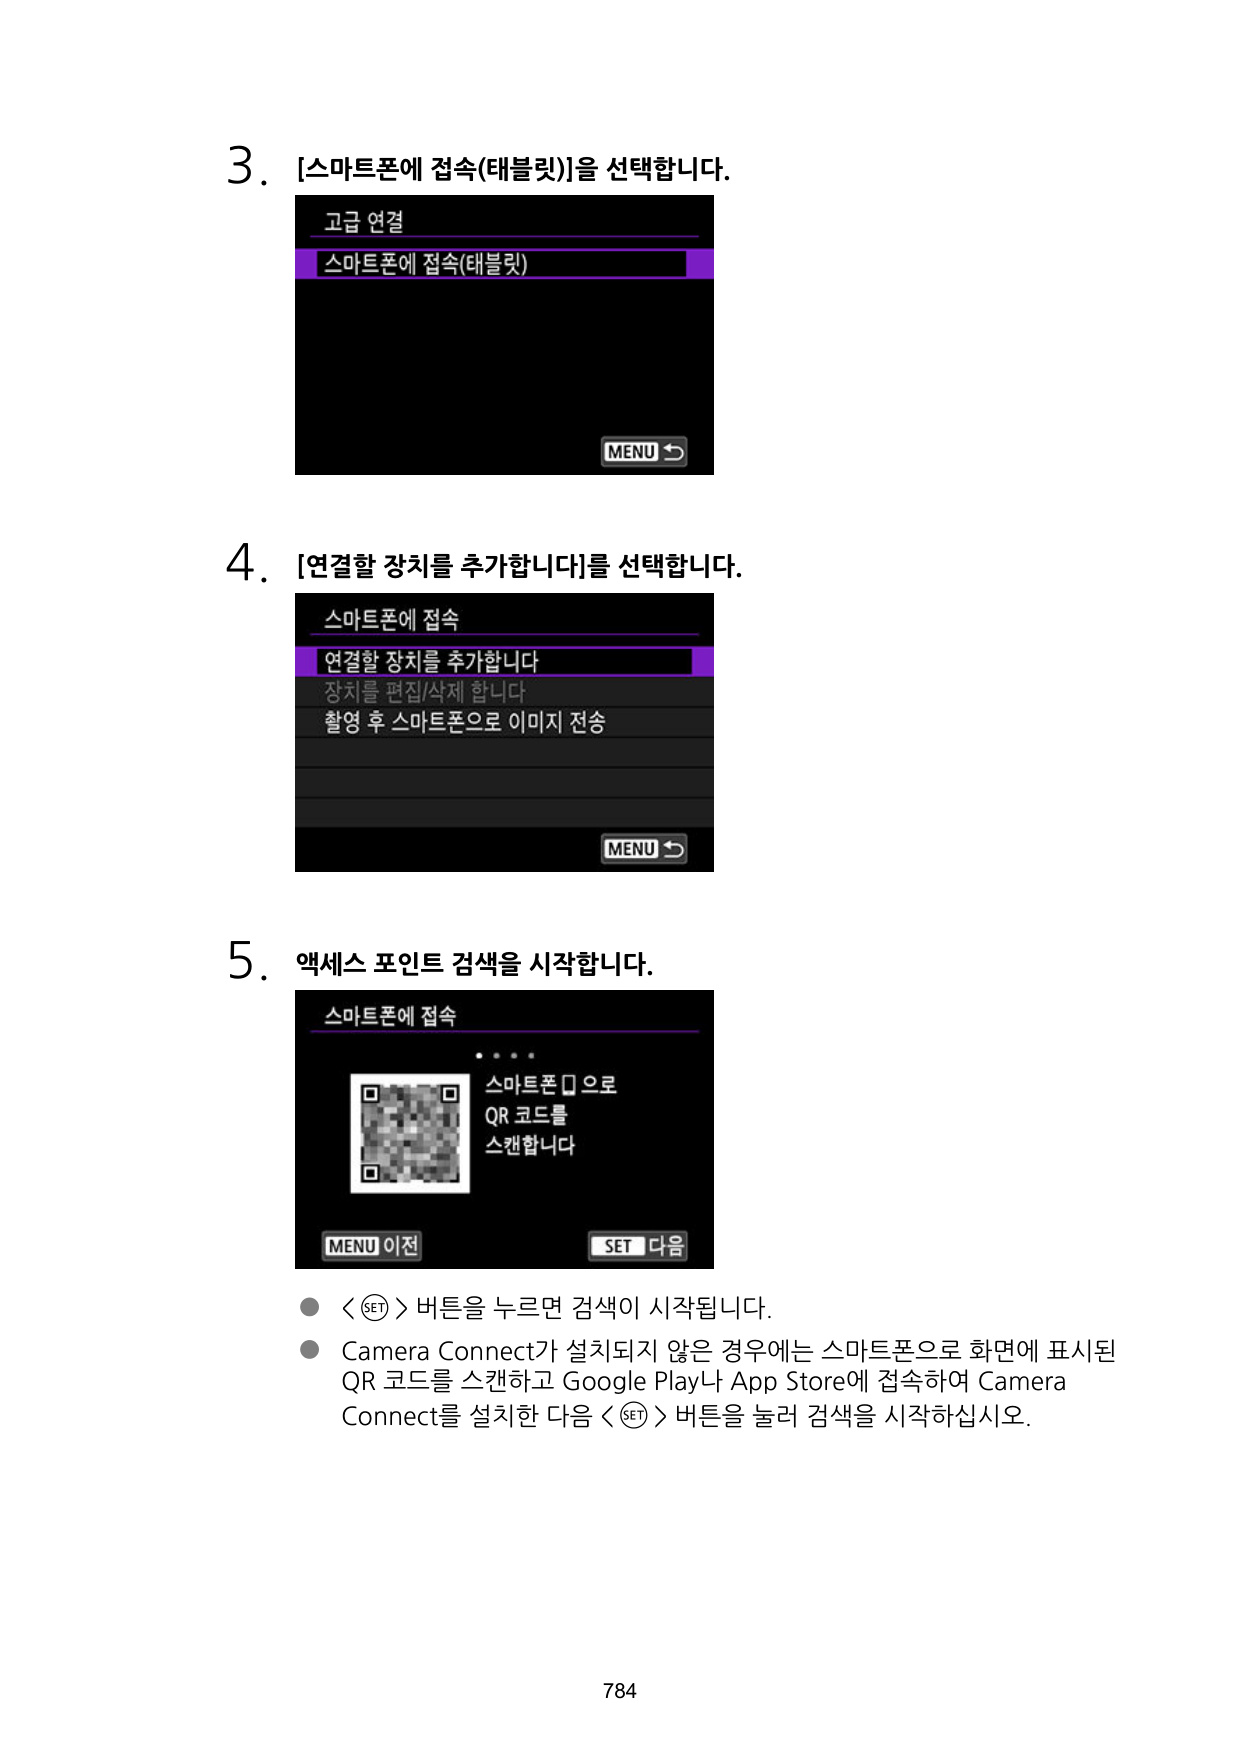 3. [스마트폰에 접속(태블릿)]을 선택합니다.
고급 연결
스마트폰에 접속(태블릿)
MENU
4. [연결할 장치를 추가합니다]를 선택합니다.
스마트폰에 접속
연결할 장치를 추가합니다
장치를 편집/삭제 합니다
촬영 후 스마트폰으로 이미지 전송
MENU
5. 액세스 포인트 검색을 시작합니다.
스마트폰에 접속
스마트폰 으로
QR 코드를
스캔합니다
MENU 이전
SET 다음
● < SET > 버튼을 누르면 검색이 시작됩니다.
● Camera Connect가 설치되지 않은 경우에는 스마트폰으로 화면에 표시된
QR 코드를 스캔하고 Google Play나 App Store에 접속하여 Camera
Connect를 설치한 다음 < SET > 버튼을 눌러 검색을 시작하십시오.
784